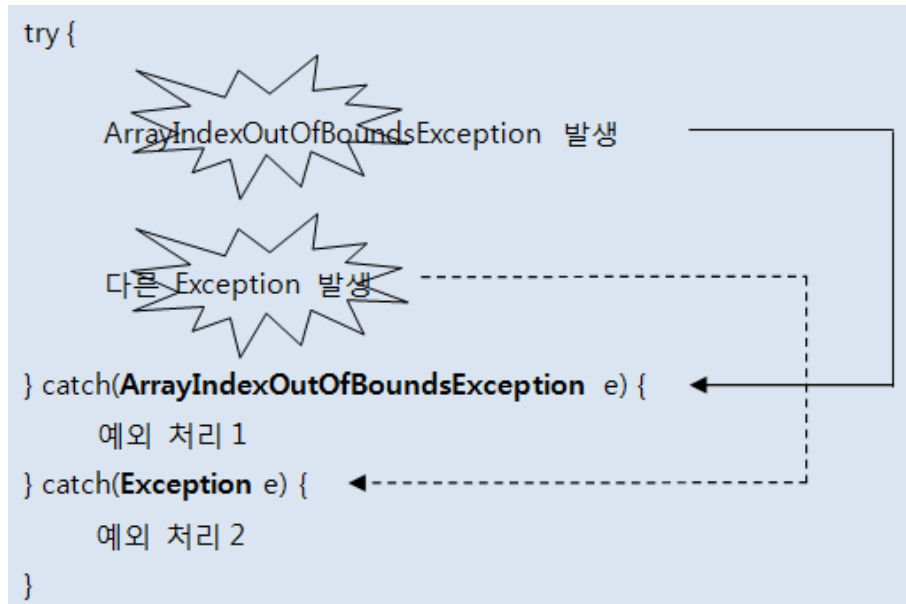 try {
ArrayIndexOutOfBoundsException 발생
다른 Exception 발생
} catch(ArrayIndexOutOfBoundsException e) {
예외 처리 1
} catch(Exception e) {
예외 처리 2
}